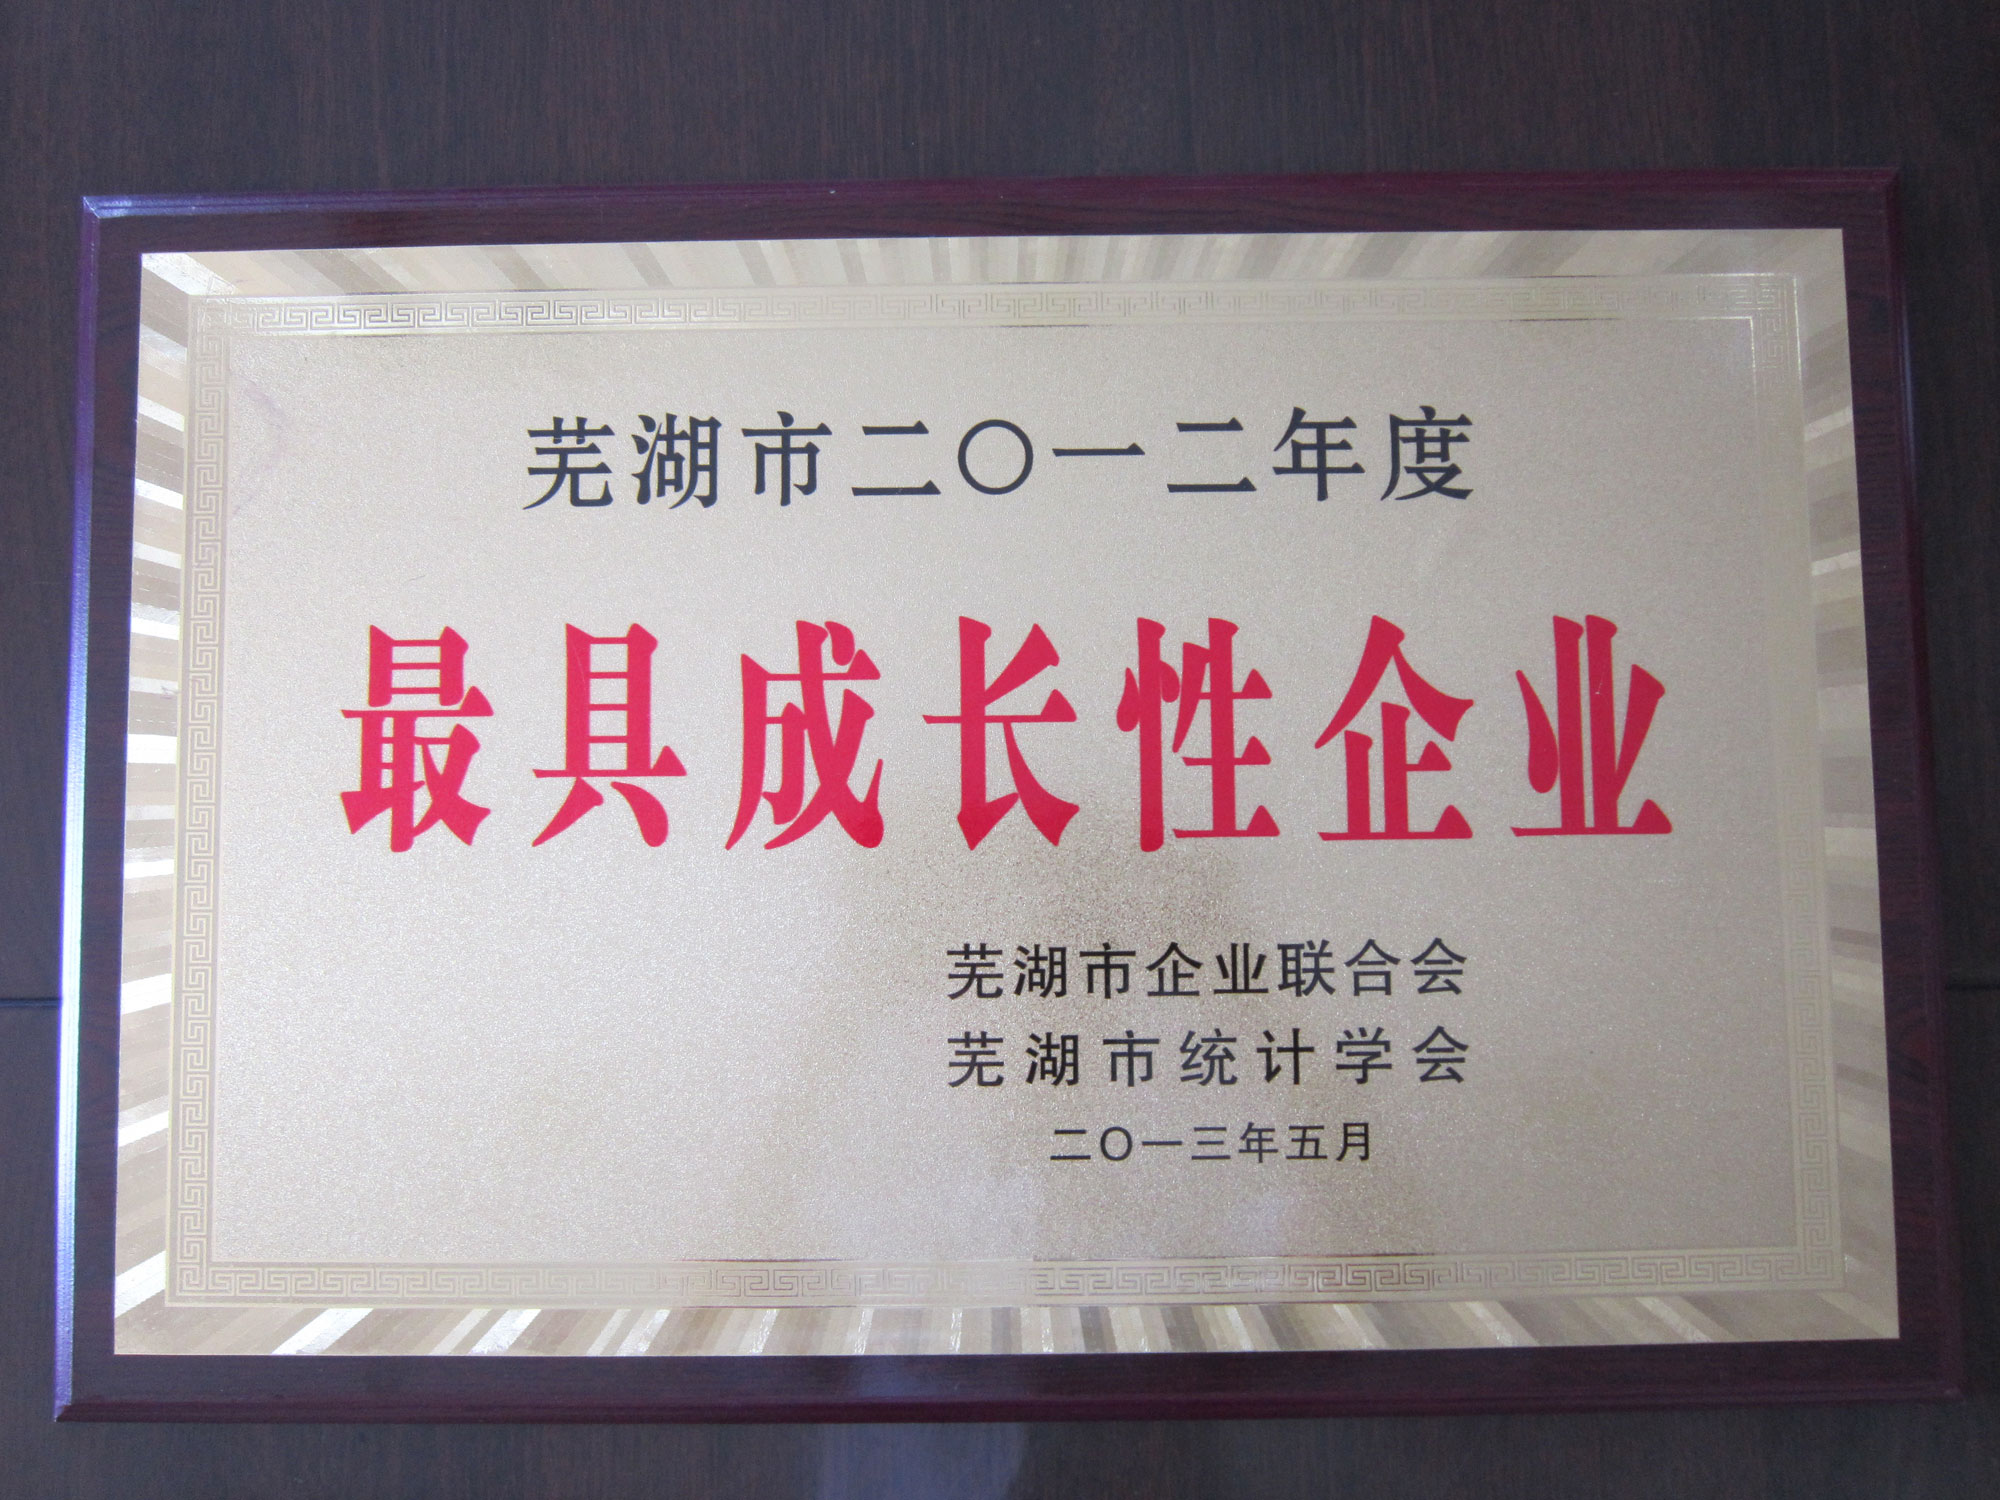 芜湖市二〇一二年度
最具成长性企业
芜湖市企业联合会
芜湖市统计学会
二〇一三年五月